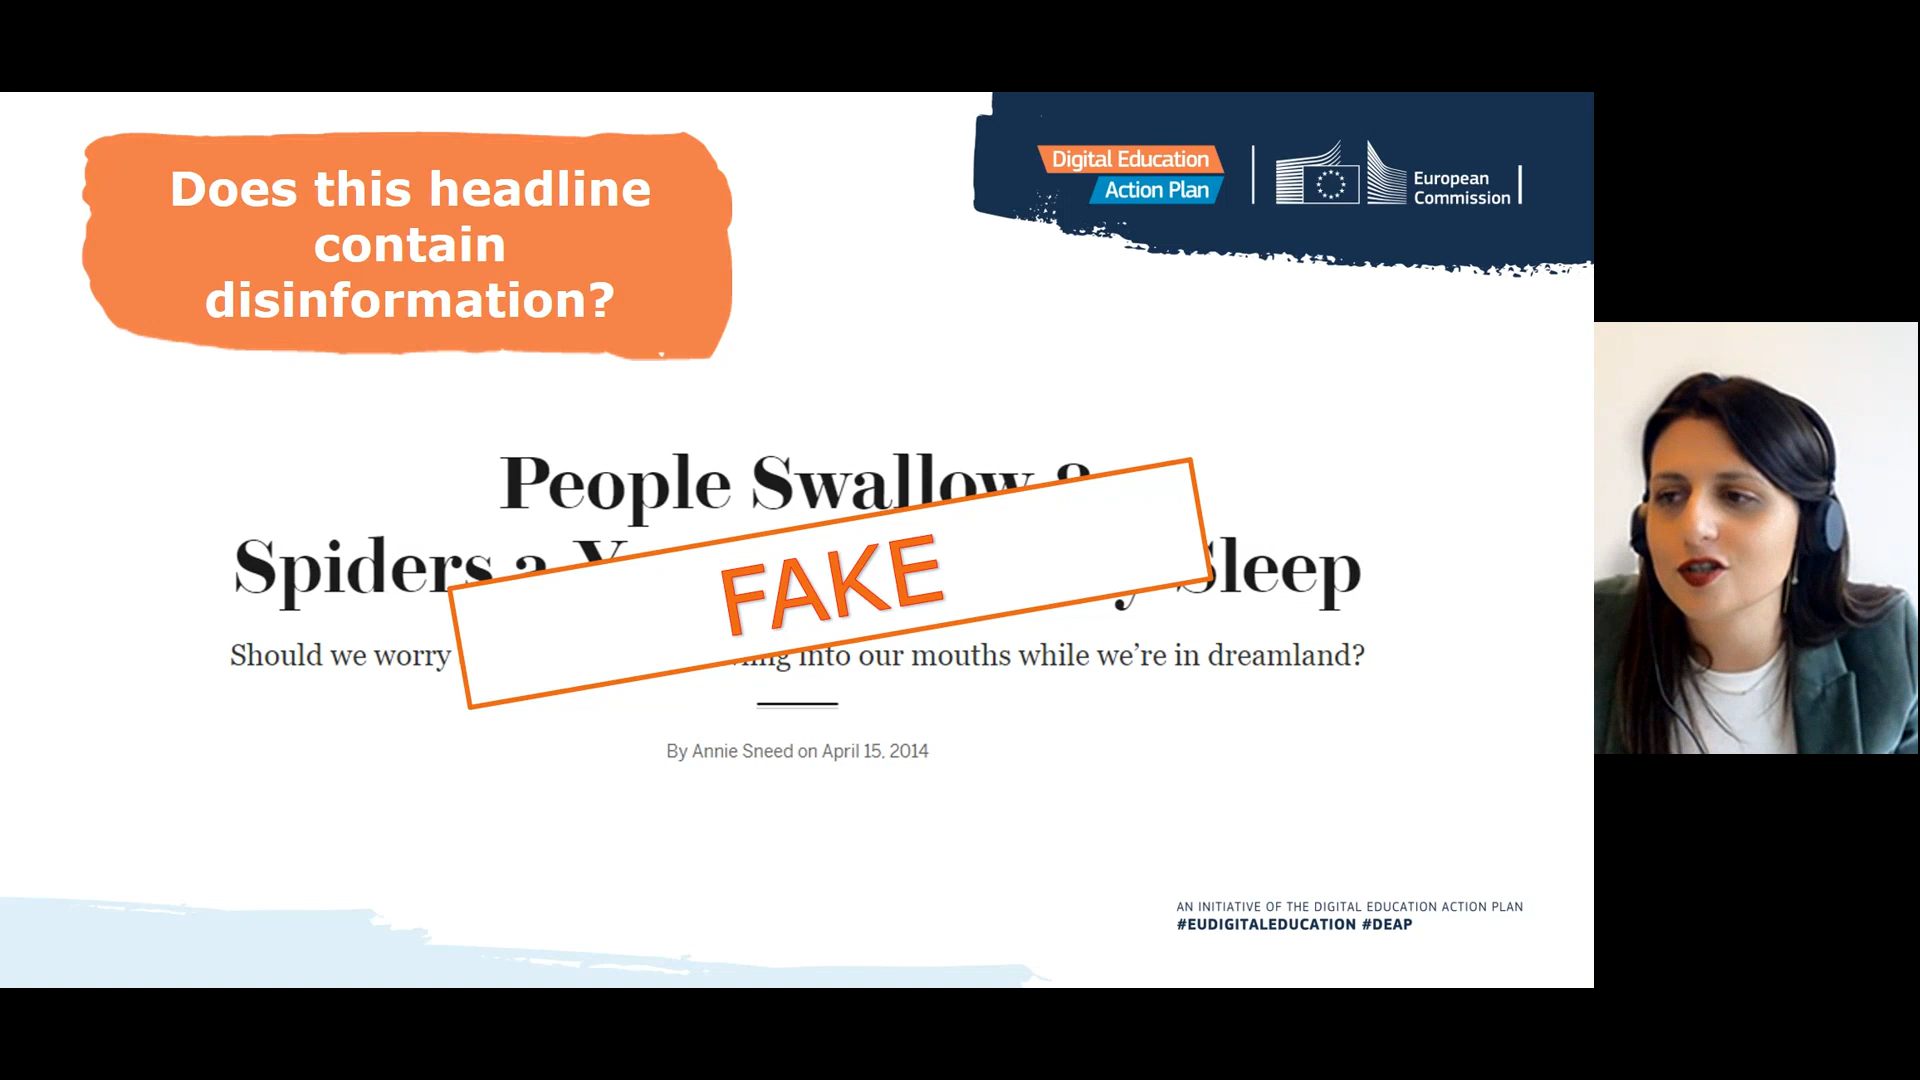 Does this headline
contain
disinformation?
Digital Education
Action Plan
European
Commission
People Swallow
Spiders a Sleep
FAKE
Should we worry into our mouths while we’re in dreamland?
By Annie Sneed on April 15, 2014
AN INITIATIVE OF THE DIGITAL EDUCATION ACTION PLAN
#EUDIGITALEDUCATION #DEAP